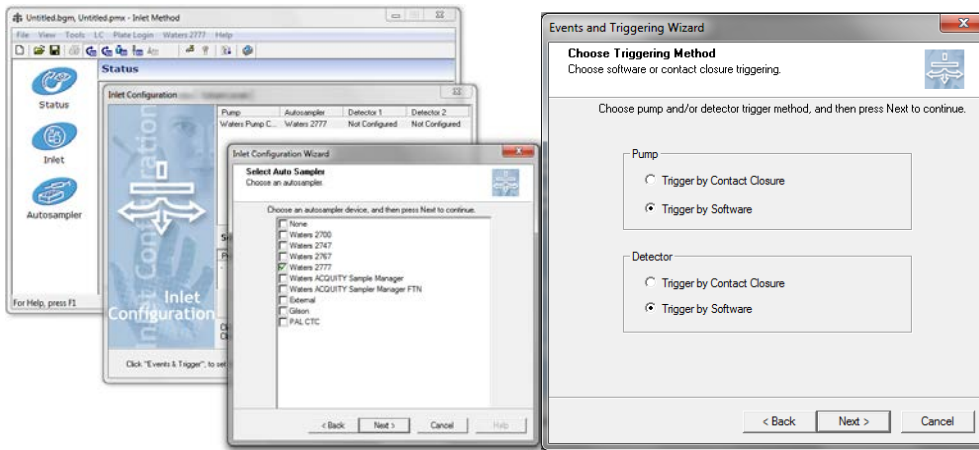 Untitled.bgm, Untitled.pmx - Inlet Method
File View Tools LC Plate Login Waters 2777 Help
Status
Status
Inlet
Autosampler
For Help, press F1
Inlet Configuration
Pump Autosampler Detector 1 Detector 2
Waters Pump C... Waters 2777 Not Configured Not Configured
Inlet Configuration
Inlet
Configuration
Click "Events & Trigger", to set
Inlet Configuration Wizard
Select Auto Sampler
Choose an autosampler.
Choose an autosampler device, and then press Next to continue.
None
Waters 2700
Waters 2747
Waters 2767
Waters 2777
Waters ACQUITY Sample Manager
Waters ACQUITY Sampler Manager FTN
External
Gilson
PAL CTC
< Back Next > Cancel Help
Events and Triggering Wizard
Choose Triggering Method
Choose software or contact closure triggering.
Choose pump and/or detector trigger method, and then press Next to continue.
Pump
Trigger by Contact Closure
Trigger by Software
Detector
Trigger by Contact Closure
Trigger by Software
< Back Next > Cancel